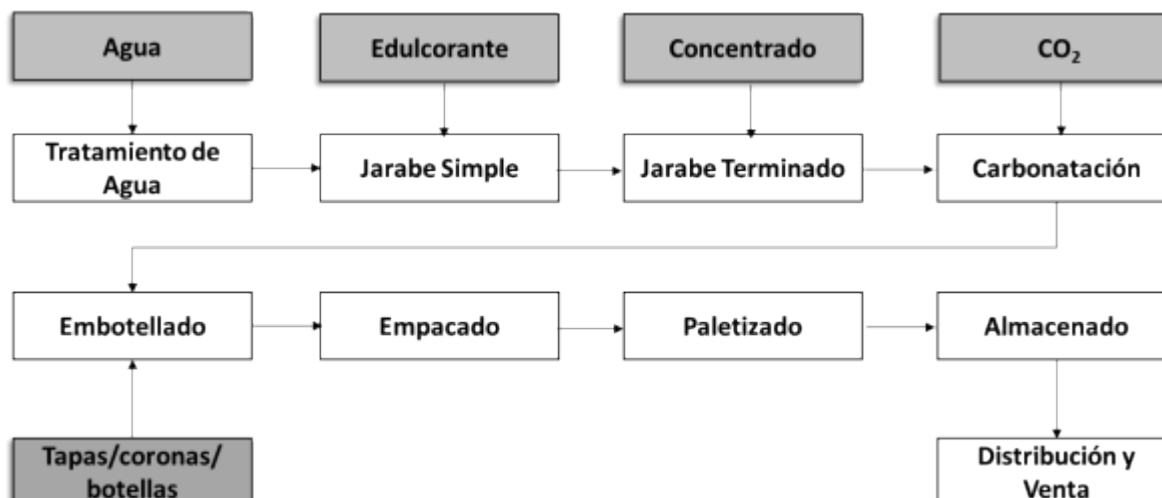 Agua
Edulcorante
Concentrado
CO₂
Tratamiento de
Agua
Jarabe Simple
Jarabe Terminado
Carbonatación
Embotellado
Empacado
Paletizado
Almacenado
Tapas/coronas/
botellas
Distribución y
Venta